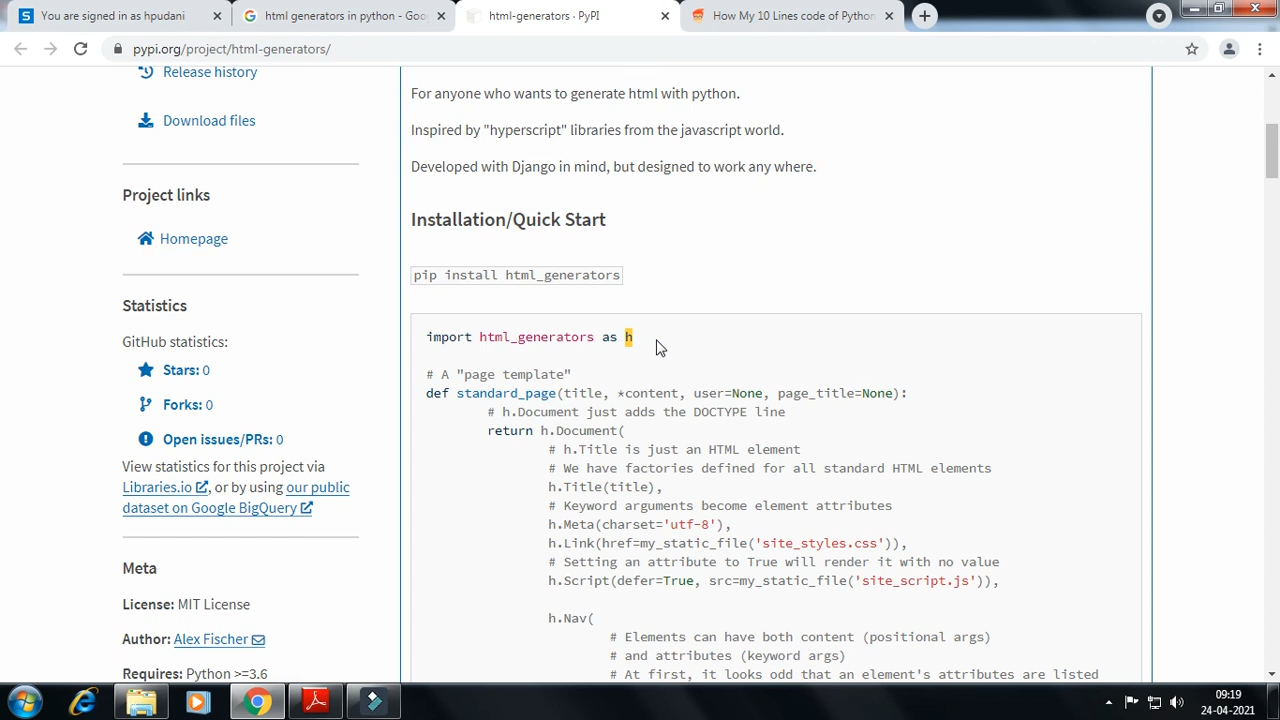 You are signed in as hpudani
html generators in python - Goo
html-generators · PyPI
How My 10 Lines code of Python
pypi.org/project/html-generators/
Release history
Download files
Project links
Homepage
Statistics
GitHub statistics:
Stars: 0
Forks: 0
Open issues/PRs: 0
View statistics for this project via
Libraries.io, or by using our public
dataset on Google BigQuery
Meta
License: MIT License
Author: Alex Fischer
Requires: Python >=3.6
For anyone who wants to generate html with python.
Inspired by "hyperscript" libraries from the javascript world.
Developed with Django in mind, but designed to work any where.
Installation/Quick Start
pip install html_generators
import html_generators as h
# A "page template"
def standard_page(title, *content, user=None, page_title=None):
# h.Document just adds the DOCTYPE line
return h.Document(
# h.Title is just an HTML element
# We have factories defined for all standard HTML elements
h.Title(title),
# Keyword arguments become element attributes
h.Meta(charset='utf-8'),
h.Link(href=my_static_file('site_styles.css')),
# Setting an attribute to True will render it with no value
h.Script(defer=True, src=my_static_file('site_script.js')),
h.Nav(
# Elements can have both content (positional args)
# and attributes (keyword args)
# At first, it looks odd that an element's attributes are listed
09:19
24-04-2021